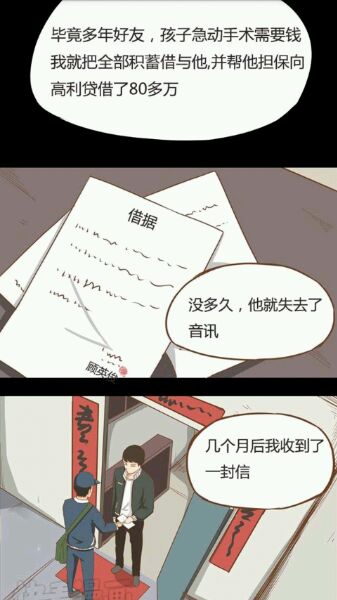 毕竟多年好友，孩子急动手术需要钱
我就把全部积蓄借与他,并帮他担保向
高利贷借了80多万
借据
没多久，他就失去了
音讯
顾英俊
几个月后我收到了
一封信